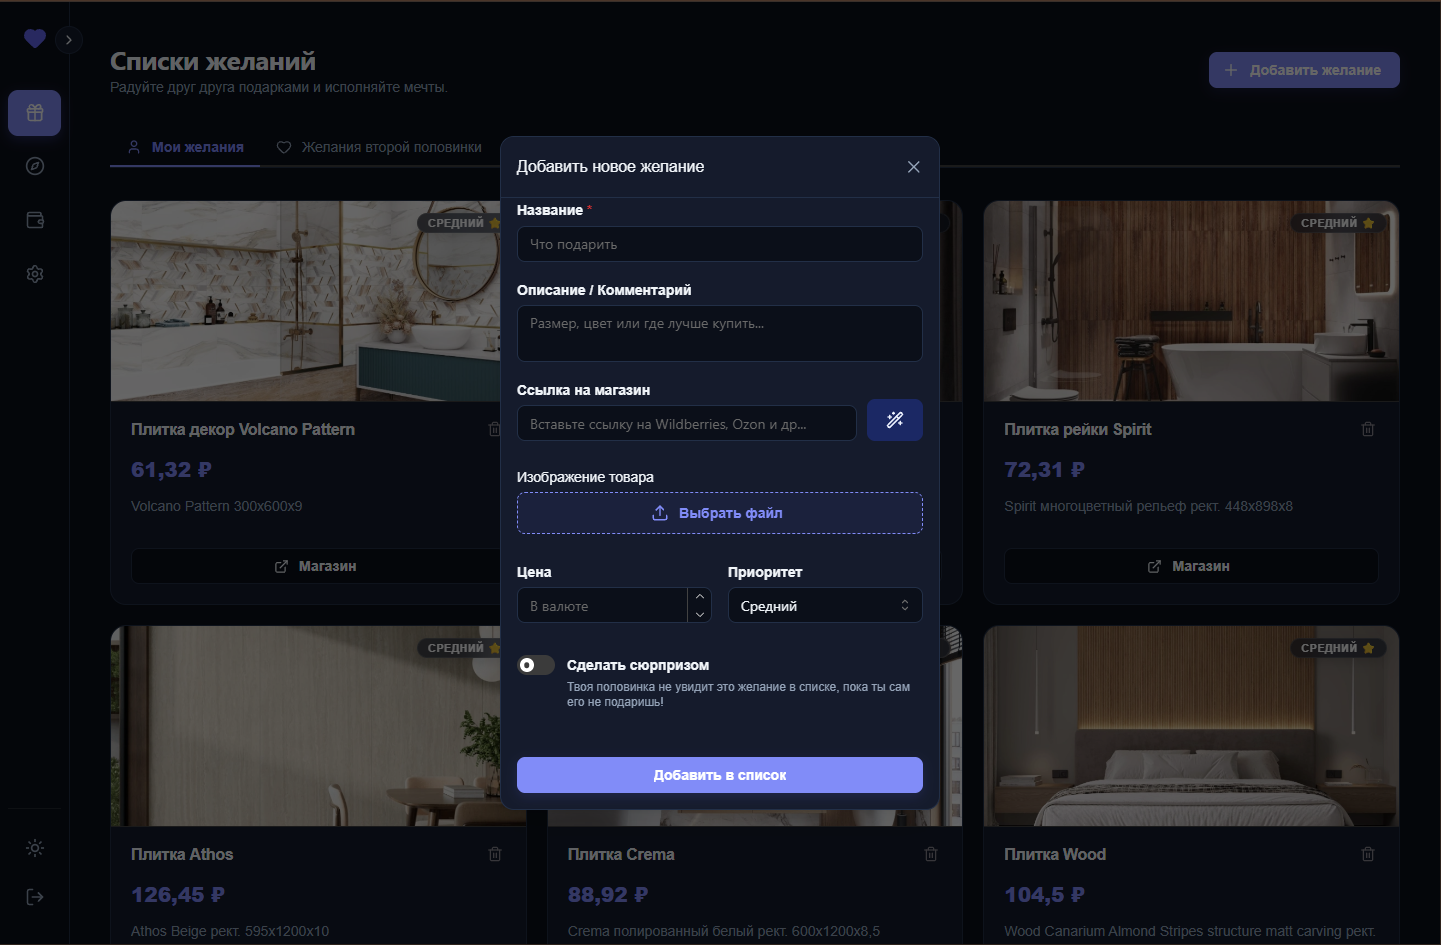 Списки желаний
Радуйте друг друга подарками и исполняйте мечты.
Добавить желание
Мои желания
Желания второй половинки
Добавить новое желание
Название *
Что подарить
Описание / Комментарий
Размер, цвет или где лучше купить...
Ссылка на магазин
Вставьте ссылку на Wildberries, Ozon и др...
Изображение товара
Выбрать файл
Цена
Приоритет
В валюте
Средний
Сделать сюрпризом
Твоя половинка не увидит это желание в списке, пока ты сам
его не подаришь!
Добавить в список
СРЕДНИЙ
Плитка декор Volcano Pattern
61,32 ₽
Volcano Pattern 300x600x9
Магазин
СРЕДНИЙ
Плитка рейки Spirit
72,31 ₽
Spirit многоцветный рельеф рект. 448x898x8
Магазин
СРЕДНИЙ
Плитка Athos
126,45 ₽
Athos Beige рект. 595x1200x10
Плитка Crema
88,92 ₽
Crema полированный белый рект. 600x1200x8,5
СРЕДНИЙ
Плитка Wood
104,5 ₽
Wood Canarium Almond Stripes structure matt carving рект.